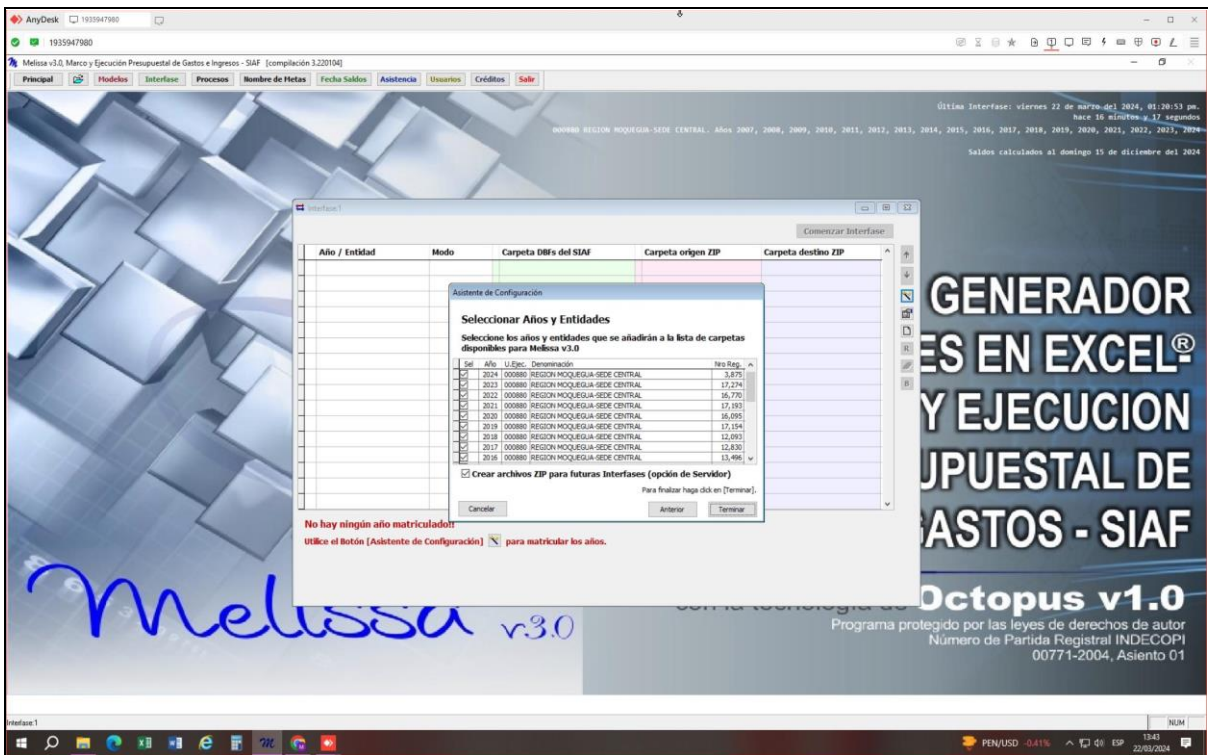 AnyDesk 1935947980
1935947980
Melissa v3.0, Marco y Ejecución Presupuestal de Gastos e Ingresos - SIAF [compilación 3.220104]
Principal Modelos Interfase Procesos Nombre de Metas Fecha Saldos Asistencia Usuarios Créditos Salir
Última Interfase: viernes 22 de marzo del 2024, 01:20:53 pm.
hace 16 minutos y 17 segundos
000880 REGION MOQUEGUA-SEDE CENTRAL. Años 2007, 2008, 2009, 2010, 2011, 2012, 2013, 2014, 2015, 2016, 2017, 2018, 2019, 2020, 2021, 2022, 2023, 2024
Saldos calculados al domingo 15 de diciembre del 2024
Interfase:1
Comenzar Interfase
Año / Entidad Modo Carpeta DBFs del SIAF Carpeta origen ZIP Carpeta destino ZIP
Asistente de Configuración
Seleccionar Años y Entidades
Seleccione los años y entidades que se añadirán a la lista de carpetas
disponibles para Melissa v3.0
Sel Año U.Ejec. Denominación Nro Reg.
2024 000880 REGION MOQUEGUA-SEDE CENTRAL 3,875
2023 000880 REGION MOQUEGUA-SEDE CENTRAL 17,274
2022 000880 REGION MOQUEGUA-SEDE CENTRAL 16,770
2021 000880 REGION MOQUEGUA-SEDE CENTRAL 17,193
2020 000880 REGION MOQUEGUA-SEDE CENTRAL 16,095
2019 000880 REGION MOQUEGUA-SEDE CENTRAL 17,154
2018 000880 REGION MOQUEGUA-SEDE CENTRAL 12,093
2017 000880 REGION MOQUEGUA-SEDE CENTRAL 12,830
2016 000880 REGION MOQUEGUA-SEDE CENTRAL 13,496
Crear archivos ZIP para futuras Interfases (opción de Servidor)
Para finalizar haga click en [Terminar].
Cancelar Anterior Terminar
No hay ningún año matriculado!!
Utilice el Botón [Asistente de Configuración] para matricular los años.
R
B
GENERADOR
ES EN EXCEL®
Y EJECUCION
UPUESTAL DE
GASTOS - SIAF
Melissa v3.0
con la tecnología de Octopus v1.0
Programa protegido por las leyes de derechos de autor
Número de Partida Registral INDECOPI
00771-2004, Asiento 01
Interfase:1 NUM
PEN/USD -0.41% ESP 13:43
22/03/2024